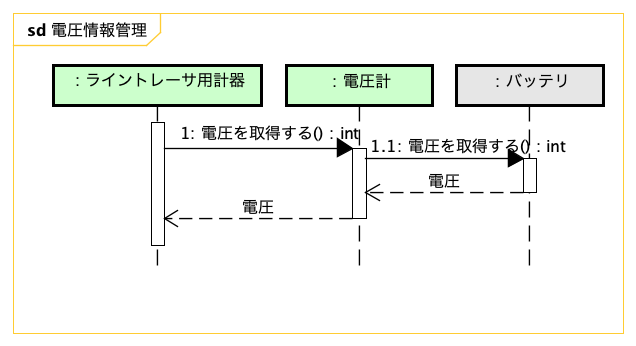 sd 電圧情報管理
: ライントレーサ用計器
: 電圧計
: バッテリ
1: 電圧を取得する() : int
1.1: 電圧を取得する() : int
電圧
電圧